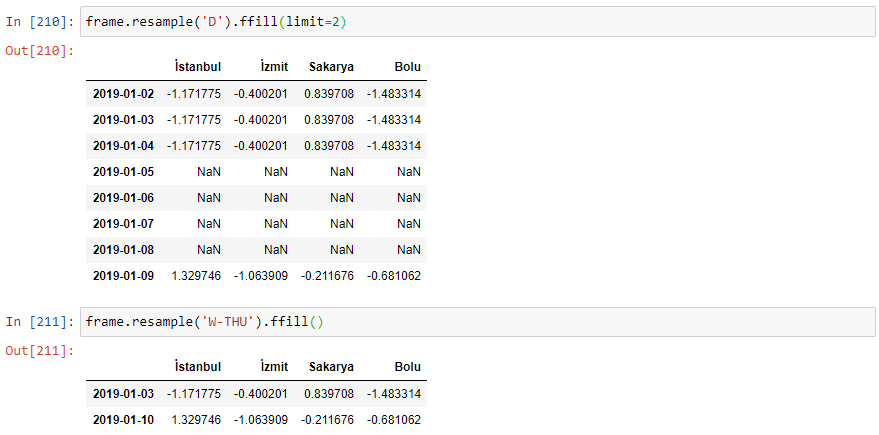 In [210]: frame.resample('D').ffill(limit=2)
Out[210]:
İstanbul İzmit Sakarya Bolu
2019-01-02 -1.171775 -0.400201 0.839708 -1.483314
2019-01-03 -1.171775 -0.400201 0.839708 -1.483314
2019-01-04 -1.171775 -0.400201 0.839708 -1.483314
2019-01-05 NaN NaN NaN NaN
2019-01-06 NaN NaN NaN NaN
2019-01-07 NaN NaN NaN NaN
2019-01-08 NaN NaN NaN NaN
2019-01-09 1.329746 -1.063909 -0.211676 -0.681062
In [211]: frame.resample('W-THU').ffill()
Out[211]:
İstanbul İzmit Sakarya Bolu
2019-01-03 -1.171775 -0.400201 0.839708 -1.483314
2019-01-10 1.329746 -1.063909 -0.211676 -0.681062